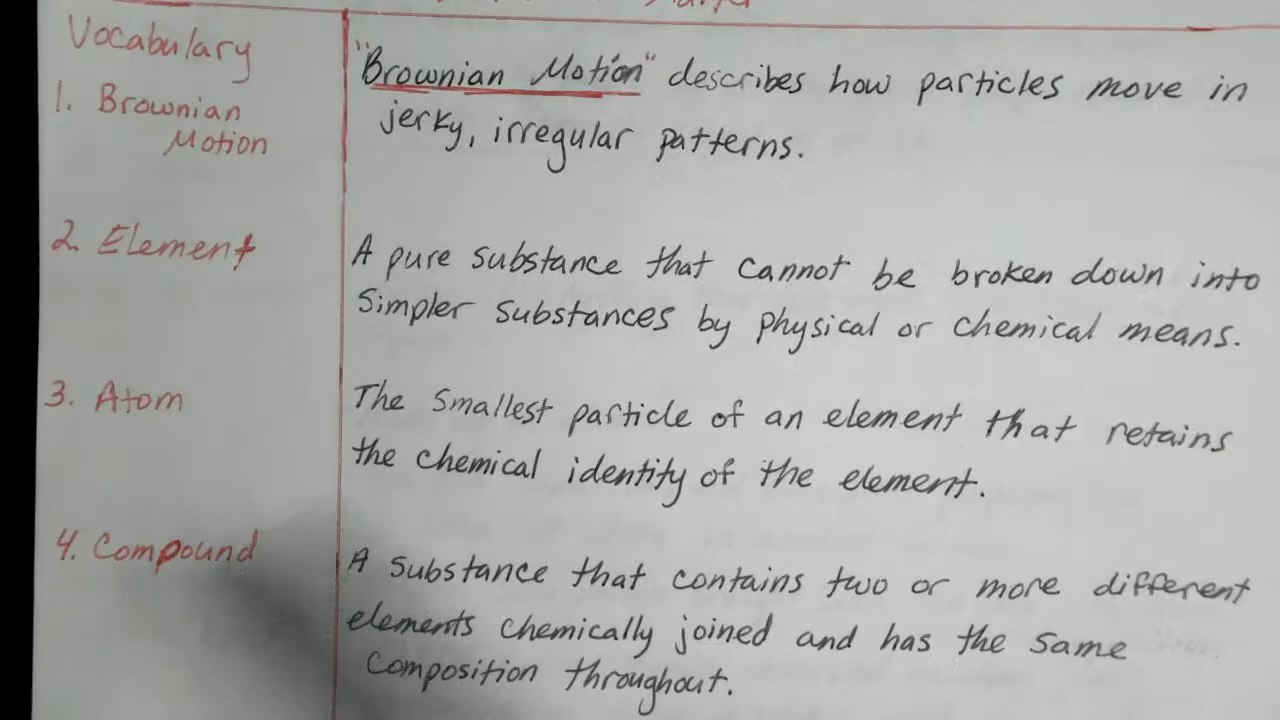 Vocabulary
1. Brownian
Motion
"Brownian Motion" describes how particles move in
jerky, irregular patterns.
2. Element
A pure substance that cannot be broken down into
simpler substances by physical or chemical means.
3. Atom
The smallest particle of an element that retains
the chemical identity of the element.
4. Compound
A substance that contains two or more different
elements chemically joined and has the same
composition throughout.